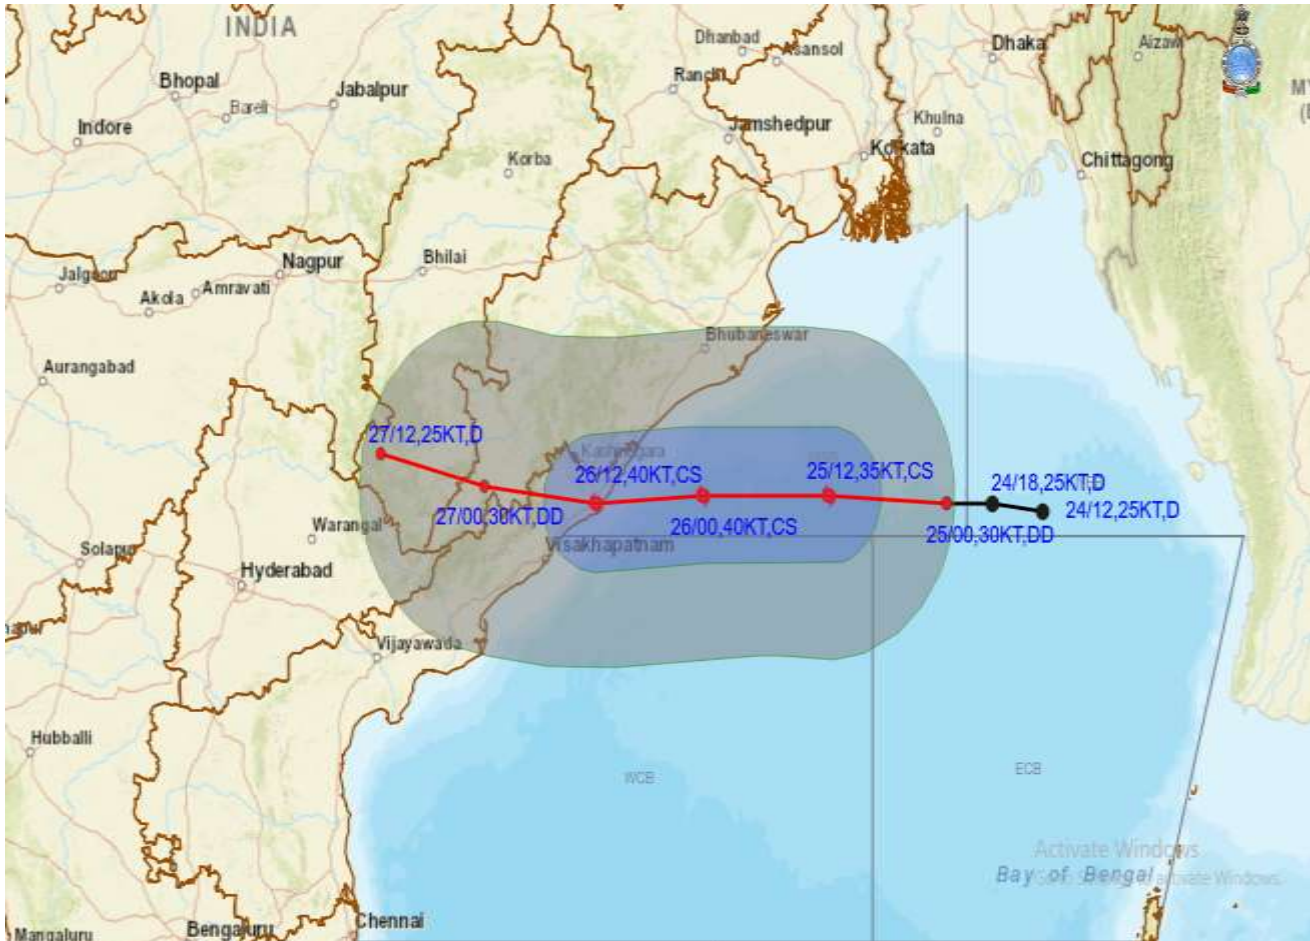 INDIA
Dhanbad
Dhaka
Aizawl
Asansol
Bhopal
Ranchi
Jabalpur
Bareli
Indore
Jamshedpur
Khulna
Kolkata
Korba
Chittagong
Nagpur
Bhilai
Jalgaon
Akola
Amravati
Bhubaneswar
Aurangabad
27/12,25KT,D
26/12,40KT,CS
25/12,35KT,CS
24/18,25KT,D
24/12,25KT,D
27/00,30KT,DD
26/00,40KT,CS
25/00,30KT,DD
Warangal
Visakhapatnam
Solapur
Hyderabad
Vijayawada
Hubballi
WCB
ECB
Activate Windows
Bay of Bengal
Chennai
Bengaluru
Mangaluru